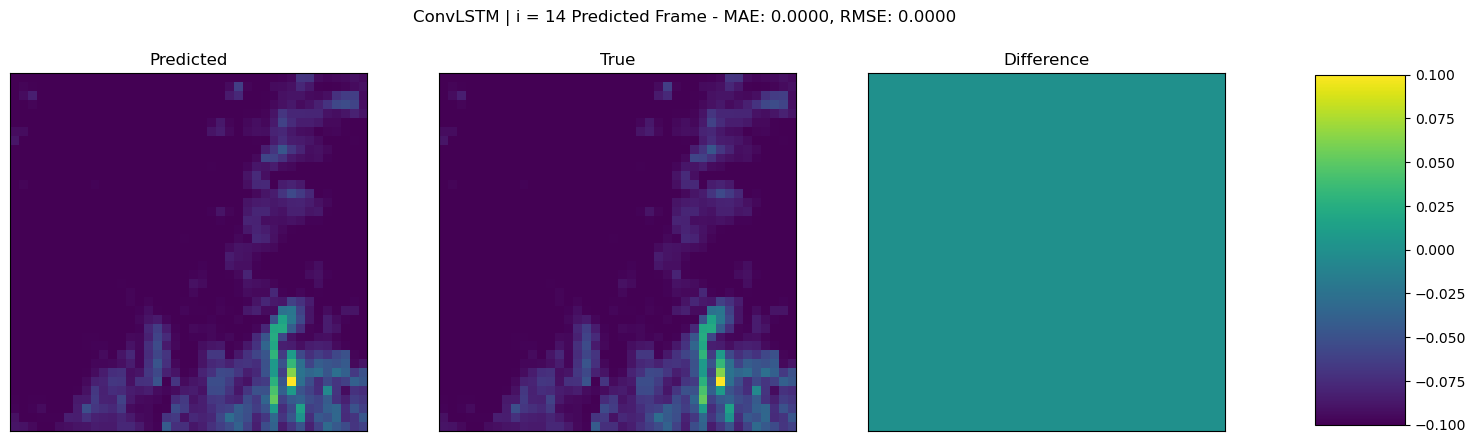 ConvLSTM | i = 14 Predicted Frame - MAE: 0.0000, RMSE: 0.0000
Predicted
True
Difference
0.100
0.075
0.050
0.025
0.000
−0.025
−0.050
−0.075
−0.100